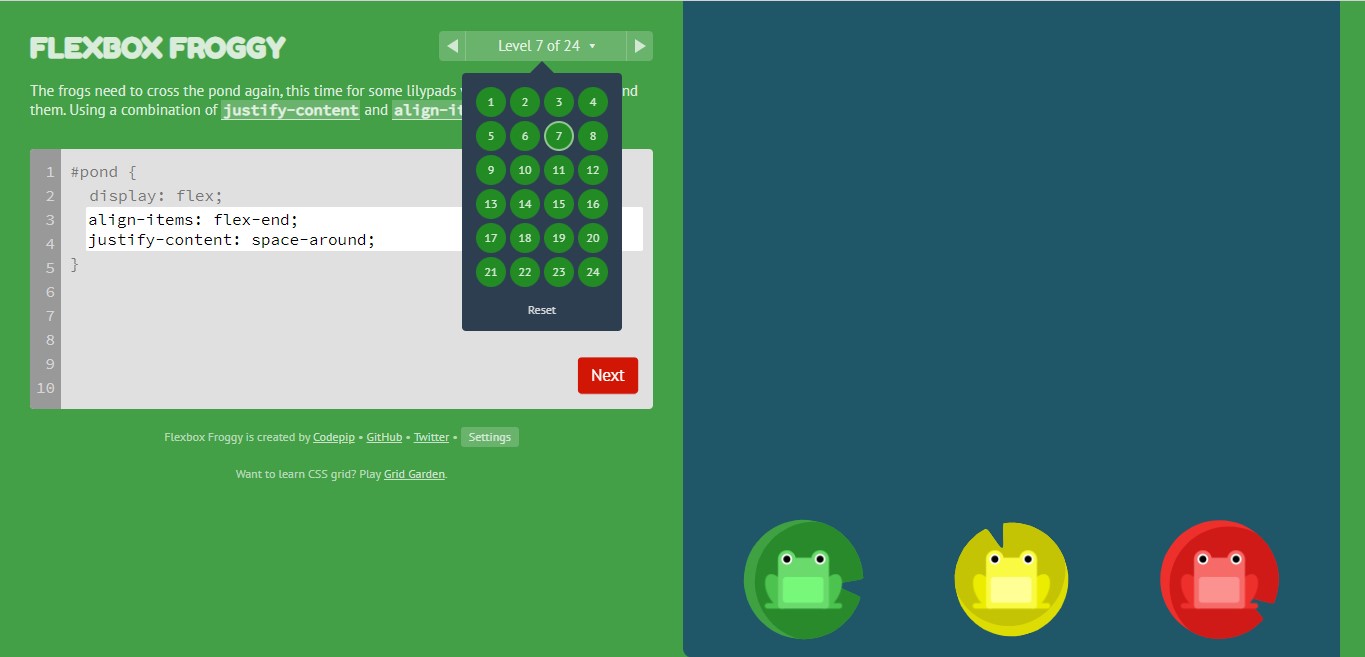 FLEXBOX FROGGY
◀ Level 7 of 24 ▼ ▶
The frogs need to cross the pond again, this time for some lilypads
them. Using a combination of justify-content and align-it
1 2 3 4
5 6 7 8
9 10 11 12
13 14 15 16
17 18 19 20
21 22 23 24
Reset
1 #pond {
2 display: flex;
3 align-items: flex-end;
4 justify-content: space-around;
5 }
6
7
8
9
10
Next
Flexbox Froggy is created by Codepip • GitHub • Twitter • Settings
Want to learn CSS grid? Play Grid Garden.